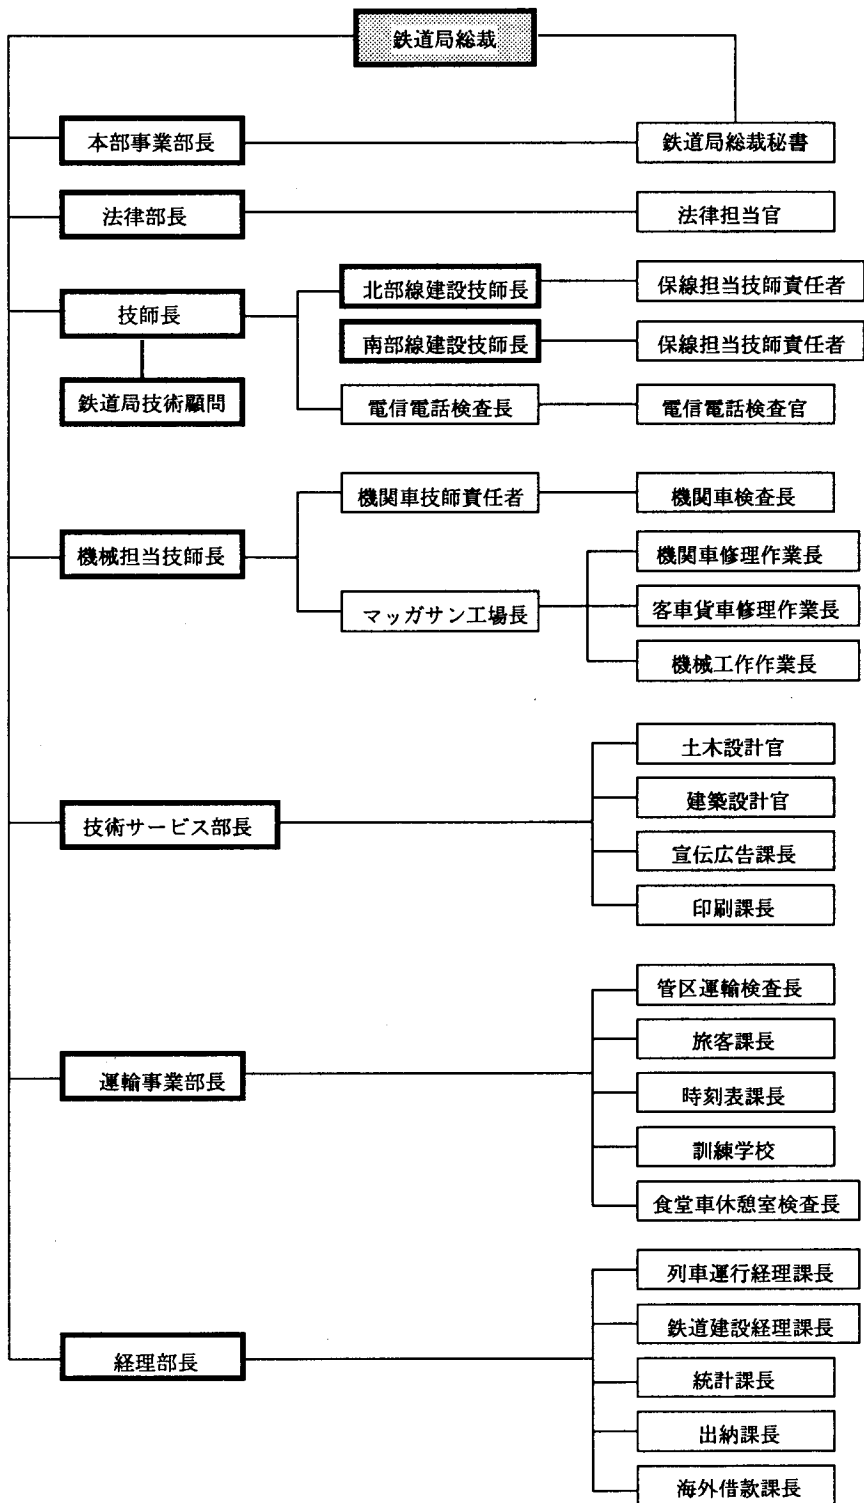 鉄道局総裁
本部事業部長
鉄道局総裁秘書
法律部長
法律担当官
技師長
鉄道局技術顧問
北部線建設技師長
保線担当技師責任者
南部線建設技師長
保線担当技師責任者
電信電話検査長
電信電話検査官
機械担当技師長
機関車技師責任者
機関車検査長
マッガサン工場長
機関車修理作業長
客車貨車修理作業長
機械工作作業長
技術サービス部長
土木設計官
建築設計官
宣伝広告課長
印刷課長
運輸事業部長
管区運輸検査長
旅客課長
時刻表課長
訓練学校
食堂車休憩室検査長
経理部長
列車運行経理課長
鉄道建設経理課長
統計課長
出納課長
海外借款課長